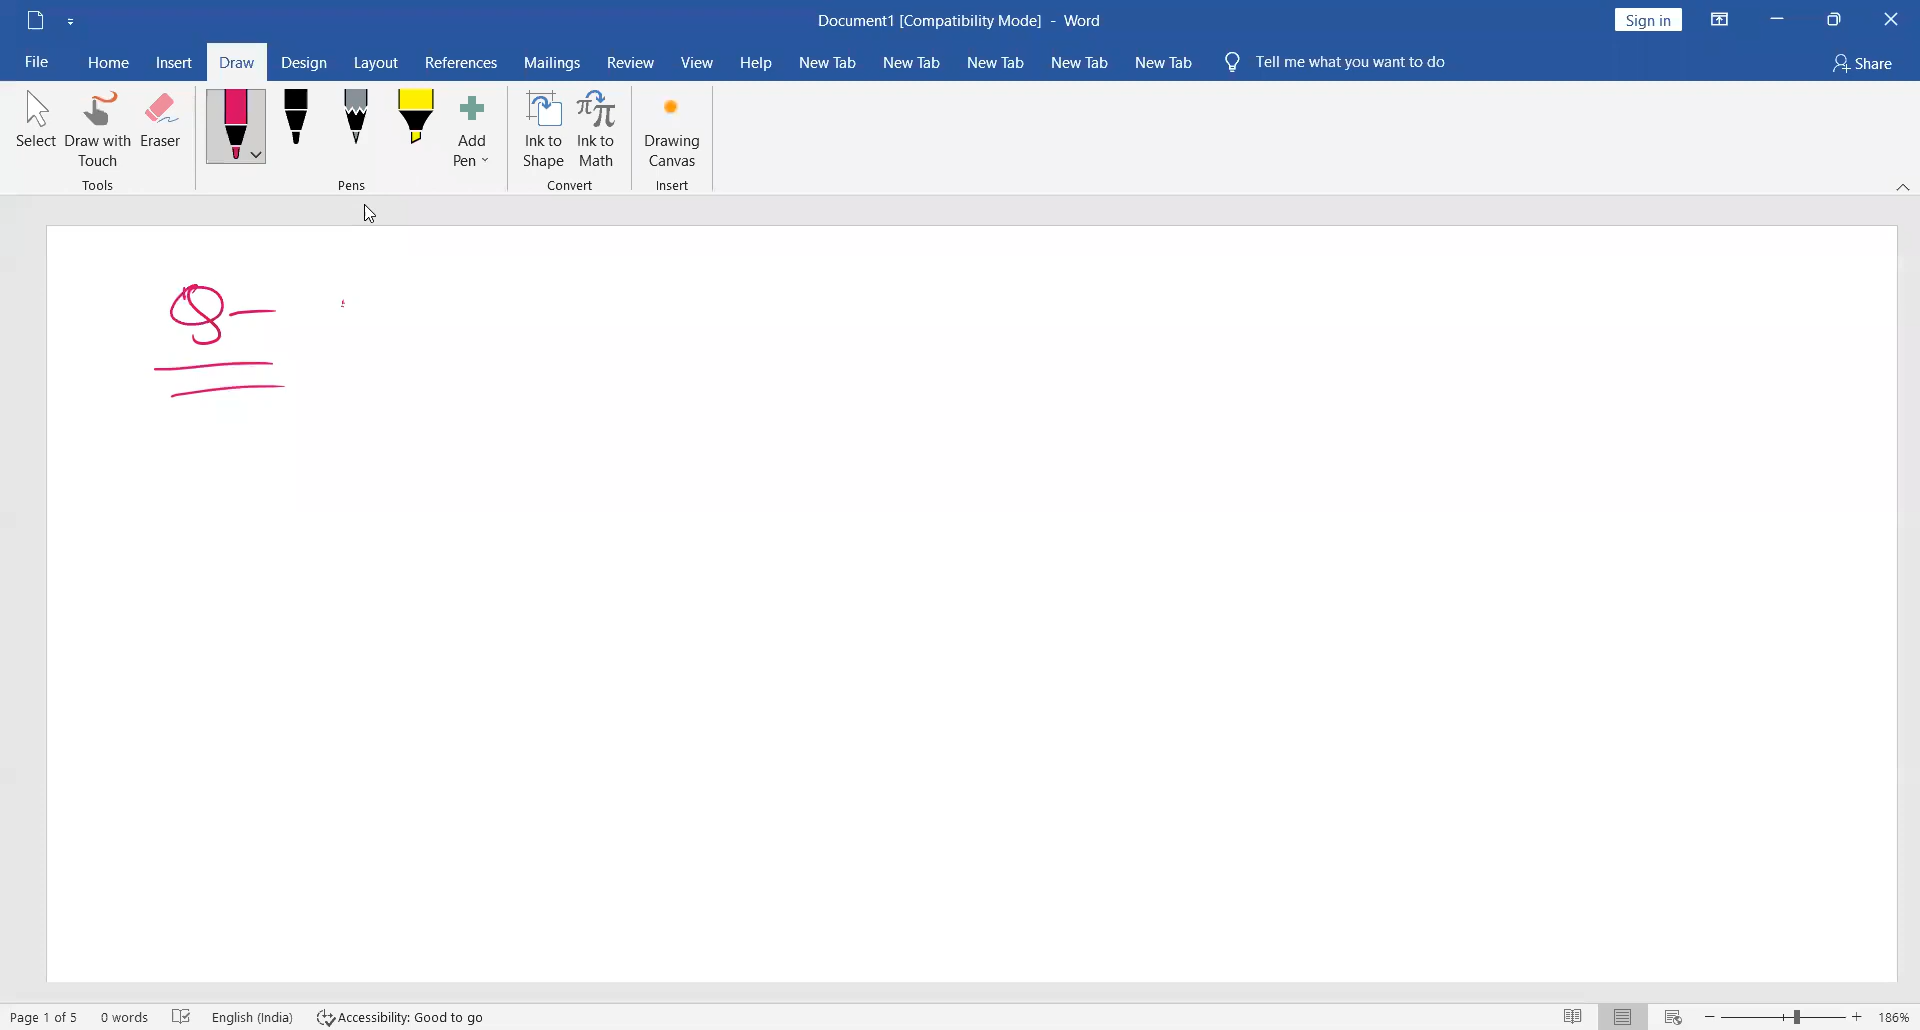 Document1 [Compatibility Mode] - Word
Sign in
File Home Insert Draw Design Layout References Mailings Review View Help New Tab New Tab New Tab New Tab New Tab Tell me what you want to do Share
Select Draw with Touch Eraser Add Pen Ink to Shape Ink to Math Drawing Canvas
Tools Pens Convert Insert
Page 1 of 5 0 words English (India) Accessibility: Good to go 186%